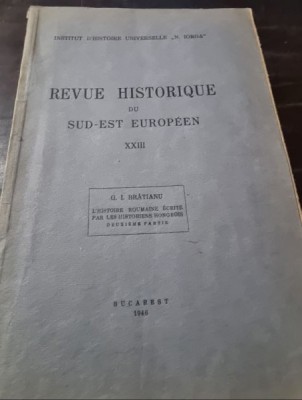 INSTITUT D'HISTOIRE UNIVERSELLE „N. IORGA"
REVUE HISTORIQUE
DU
SUD-EST EUROPÉEN
XXIII
G. I. BRĂTIANU
L'HISTOIRE ROUMAINE ÉCRITE
PAR LES HISTORIENS HONGROIS
DEUXIÈME PARTIE
BUCAREST
1946